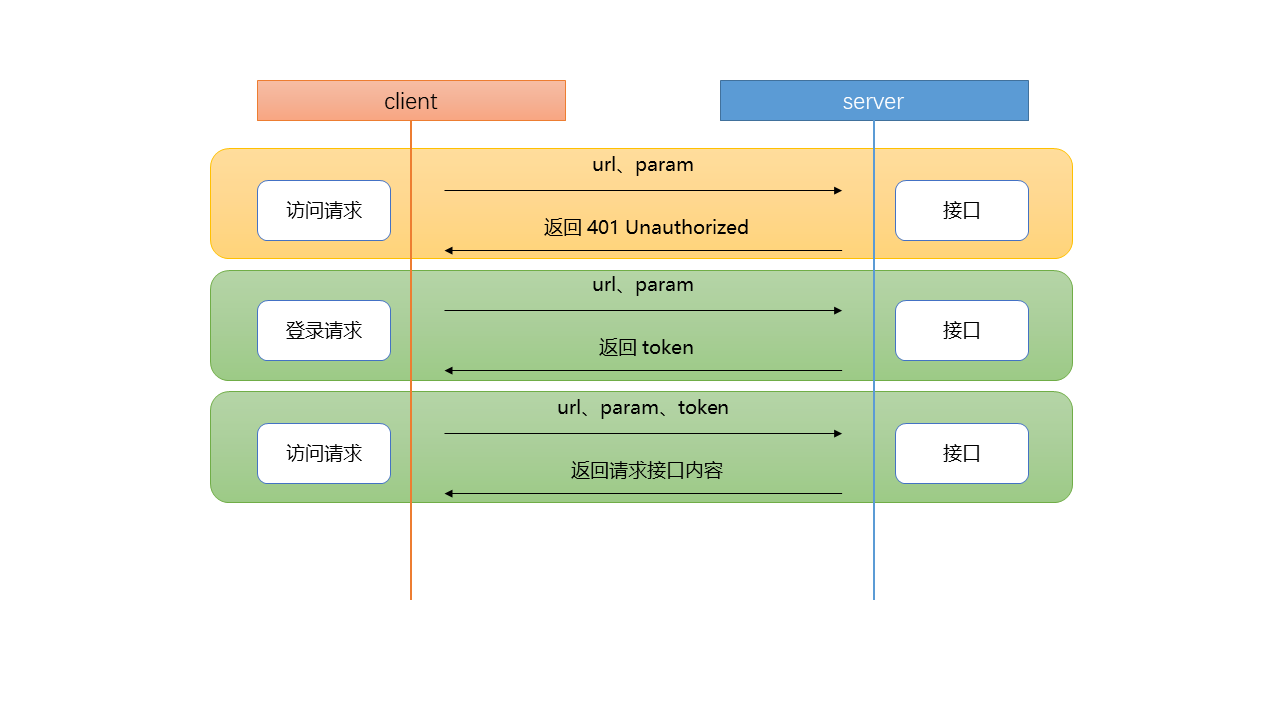 client
server
url、param
访问请求
接口
返回 401 Unauthorized
url、param
登录请求
接口
返回 token
url、param、token
访问请求
接口
返回请求接口内容